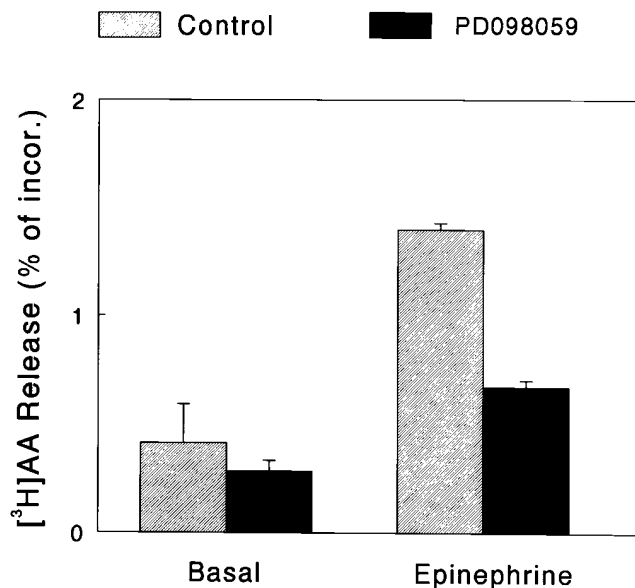 Control PD098059
[³H]AA Release (% of incor.)
2
1
0
Basal Epinephrine